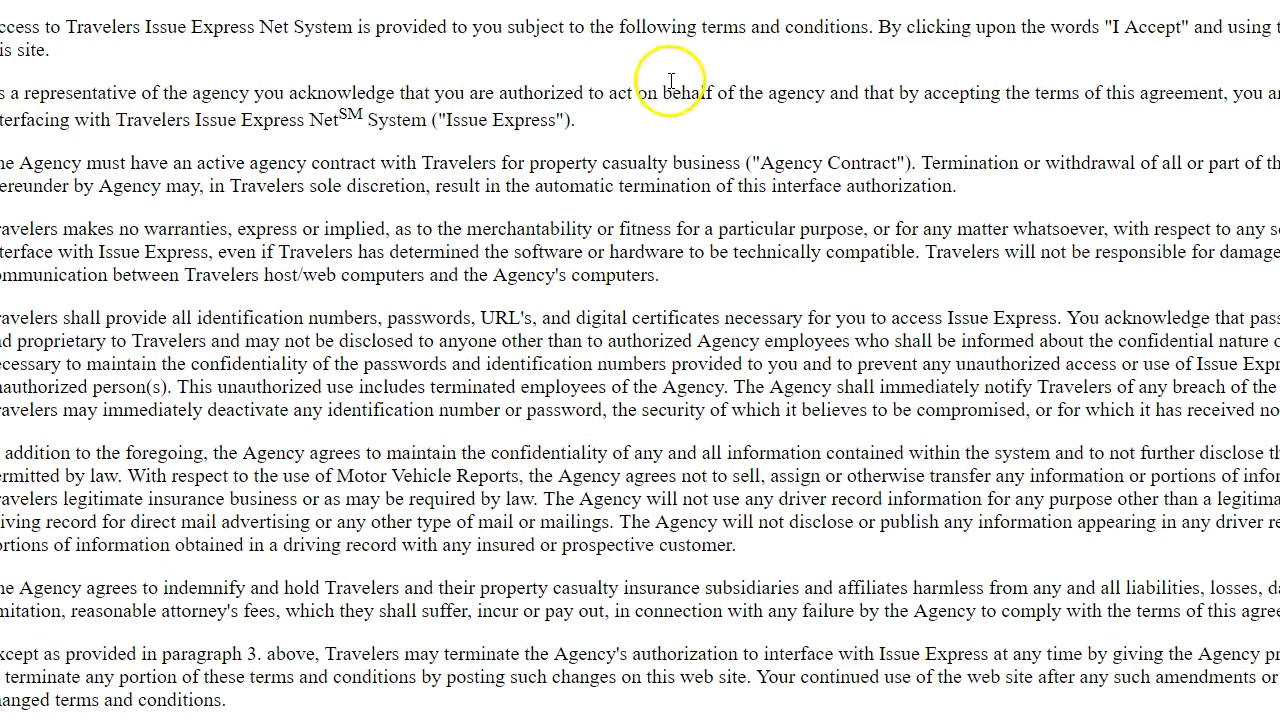 ccess to Travelers Issue Express Net System is provided to you subject to the following terms and conditions. By clicking upon the words "I Accept" and using
is site.
s a representative of the agency you acknowledge that you are authorized to act on behalf of the agency and that by accepting the terms of this agreement, you
terfacing with Travelers Issue Express NetSM System ("Issue Express").
he Agency must have an active agency contract with Travelers for property casualty business ("Agency Contract"). Termination or withdrawal of all or part of
ereunder by Agency may, in Travelers sole discretion, result in the automatic termination of this interface authorization.
ravelers makes no warranties, express or implied, as to the merchantability or fitness for a particular purpose, or for any matter whatsoever, with respect to any
terface with Issue Express, even if Travelers has determined the software or hardware to be technically compatible. Travelers will not be responsible for damage
ommunication between Travelers host/web computers and the Agency's computers.
ravelers shall provide all identification numbers, passwords, URL's, and digital certificates necessary for you to access Issue Express. You acknowledge that pas
nd proprietary to Travelers and may not be disclosed to anyone other than to authorized Agency employees who shall be informed about the confidential nature
ecessary to maintain the confidentiality of the passwords and identification numbers provided to you and to prevent any unauthorized access or use of Issue Expr
nauthorized person(s). This unauthorized use includes terminated employees of the Agency. The Agency shall immediately notify Travelers of any breach of the
ravelers may immediately deactivate any identification number or password, the security of which it believes to be compromised, or for which it has received no
addition to the foregoing, the Agency agrees to maintain the confidentiality of any and all information contained within the system and to not further disclose th
ermitted by law. With respect to the use of Motor Vehicle Reports, the Agency agrees not to sell, assign or otherwise transfer any information or portions of infor
ravelers legitimate insurance business or as may be required by law. The Agency will not use any driver record information for any purpose other than a legitima
iving record for direct mail advertising or any other type of mail or mailings. The Agency will not disclose or publish any information appearing in any driver re
ortions of information obtained in a driving record with any insured or prospective customer.
he Agency agrees to indemnify and hold Travelers and their property casualty insurance subsidiaries and affiliates harmless from any and all liabilities, losses, da
mitation, reasonable attorney's fees, which they shall suffer, incur or pay out, in connection with any failure by the Agency to comply with the terms of this agree
xcept as provided in paragraph 3. above, Travelers may terminate the Agency's authorization to interface with Issue Express at any time by giving the Agency pr
terminate any portion of these terms and conditions by posting such changes on this web site. Your continued use of the web site after any such amendments or
hanged terms and conditions.